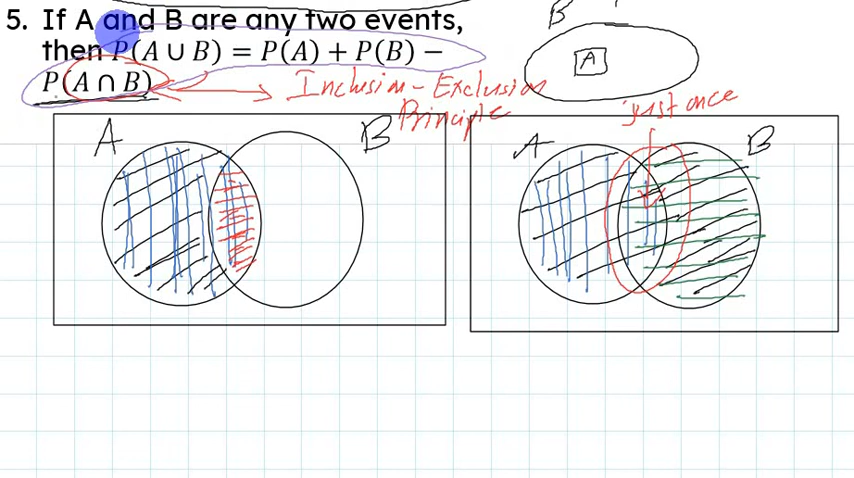 5. If A and B are any two events,
then P(A ∪ B) = P(A) + P(B) −
P(A ∩ B)
Inclusion - Exclusion
Principle
B
A
just once
A
B
A
B